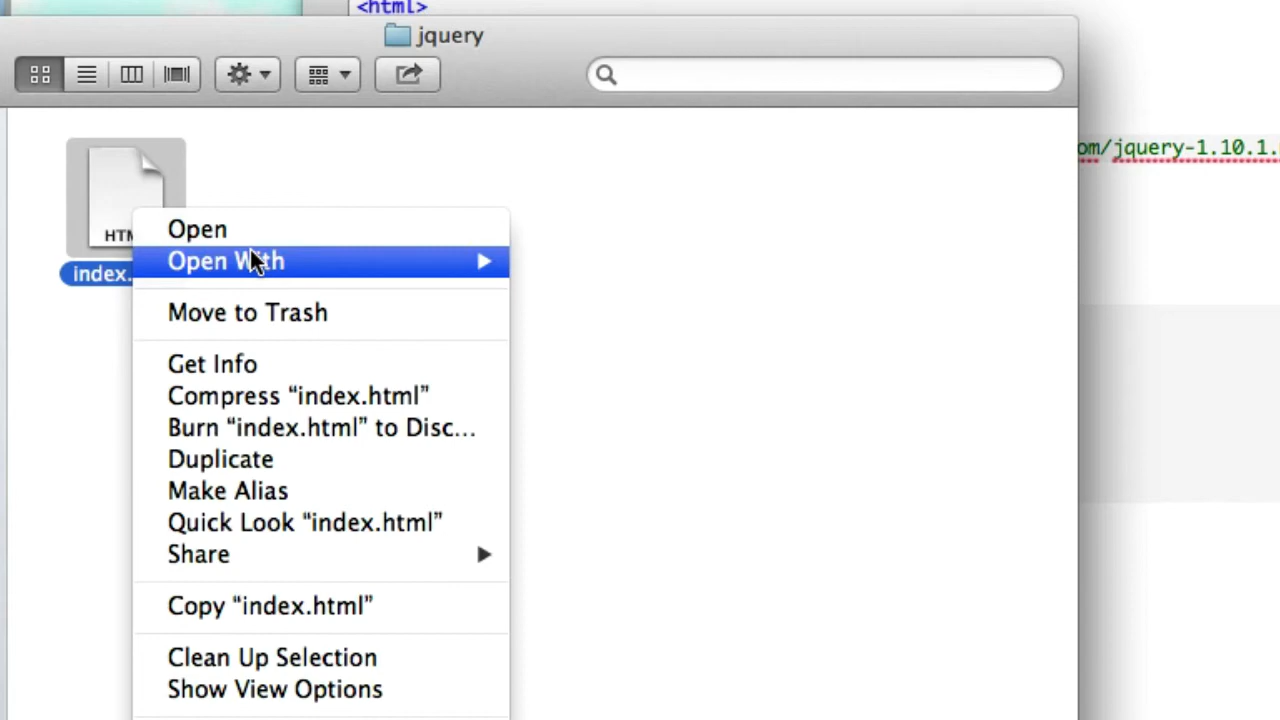 <html>
jquery
om/jquery-1.10.1.
HTM
index.
Open
Open With
Move to Trash
Get Info
Compress “index.html”
Burn “index.html” to Disc...
Duplicate
Make Alias
Quick Look “index.html”
Share
Copy “index.html”
Clean Up Selection
Show View Options